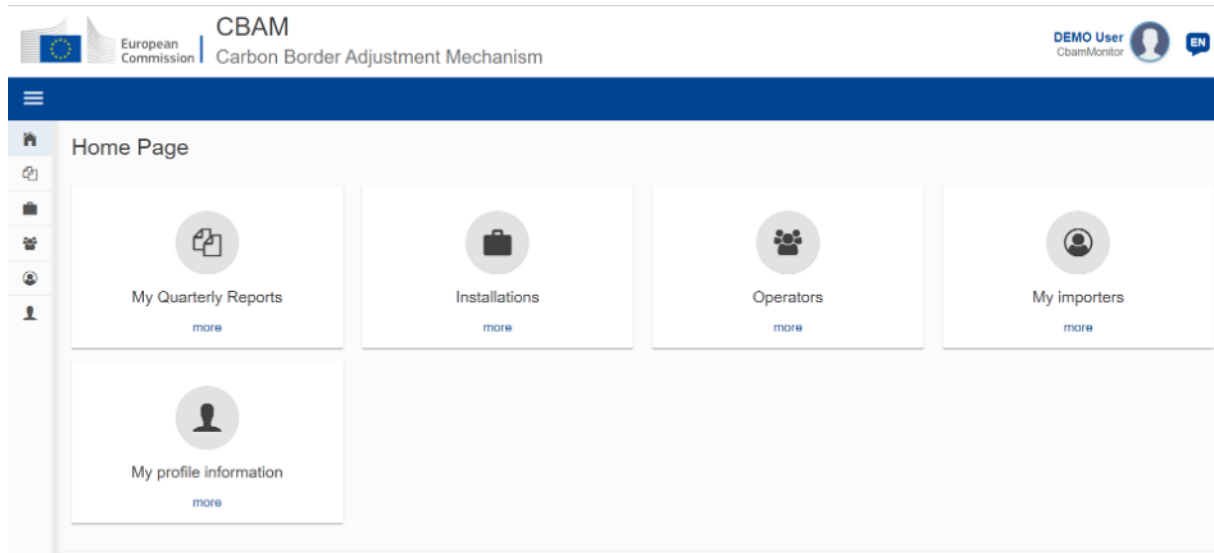 European
Commission
CBAM
Carbon Border Adjustment Mechanism
DEMO User
CbamMonitor
EN
Home Page
My Quarterly Reports
more
Installations
more
Operators
more
My importers
more
My profile information
more